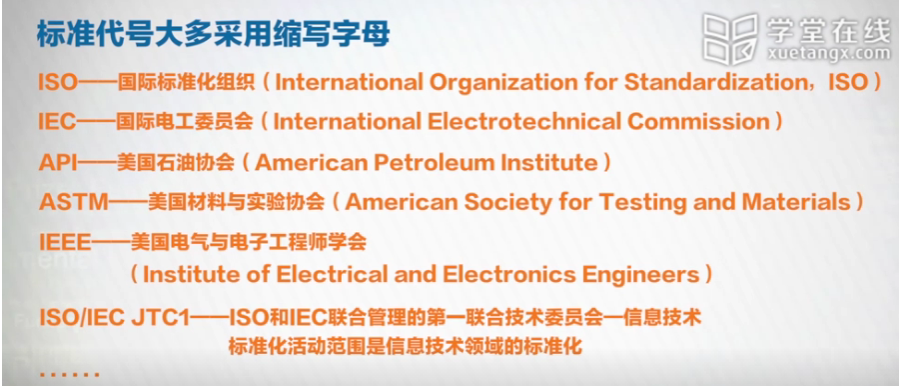 标准代号大多采用缩写字母
学堂在线
xuetangx.com
ISO——国际标准化组织（International Organization for Standardization，ISO）
IEC——国际电工委员会（International Electrotechnical Commission）
API——美国石油协会（American Petroleum Institute）
ASTM——美国材料与实验协会（American Society for Testing and Materials）
IEEE——美国电气与电子工程师学会
（Institute of Electrical and Electronics Engineers）
ISO/IEC JTC1——ISO和IEC联合管理的第一联合技术委员会—信息技术
标准化活动范围是信息技术领域的标准化
······